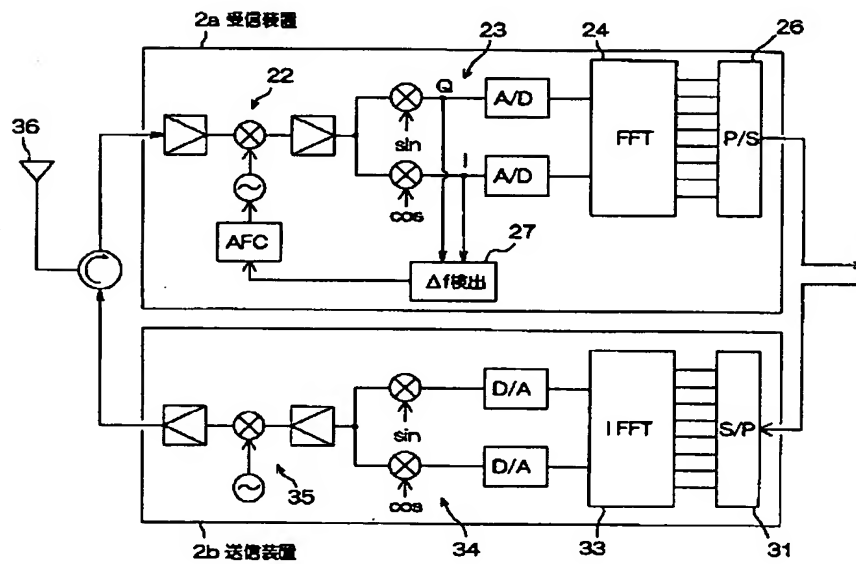 2a 受信装置
23
24
26
22
36
Q
A/D
sin
FFT
P/S
I
A/D
cos
AFC
27
Δf検出
D/A
sin
IFFT
S/P
D/A
35
cos
2b 送信装置
34
33
31